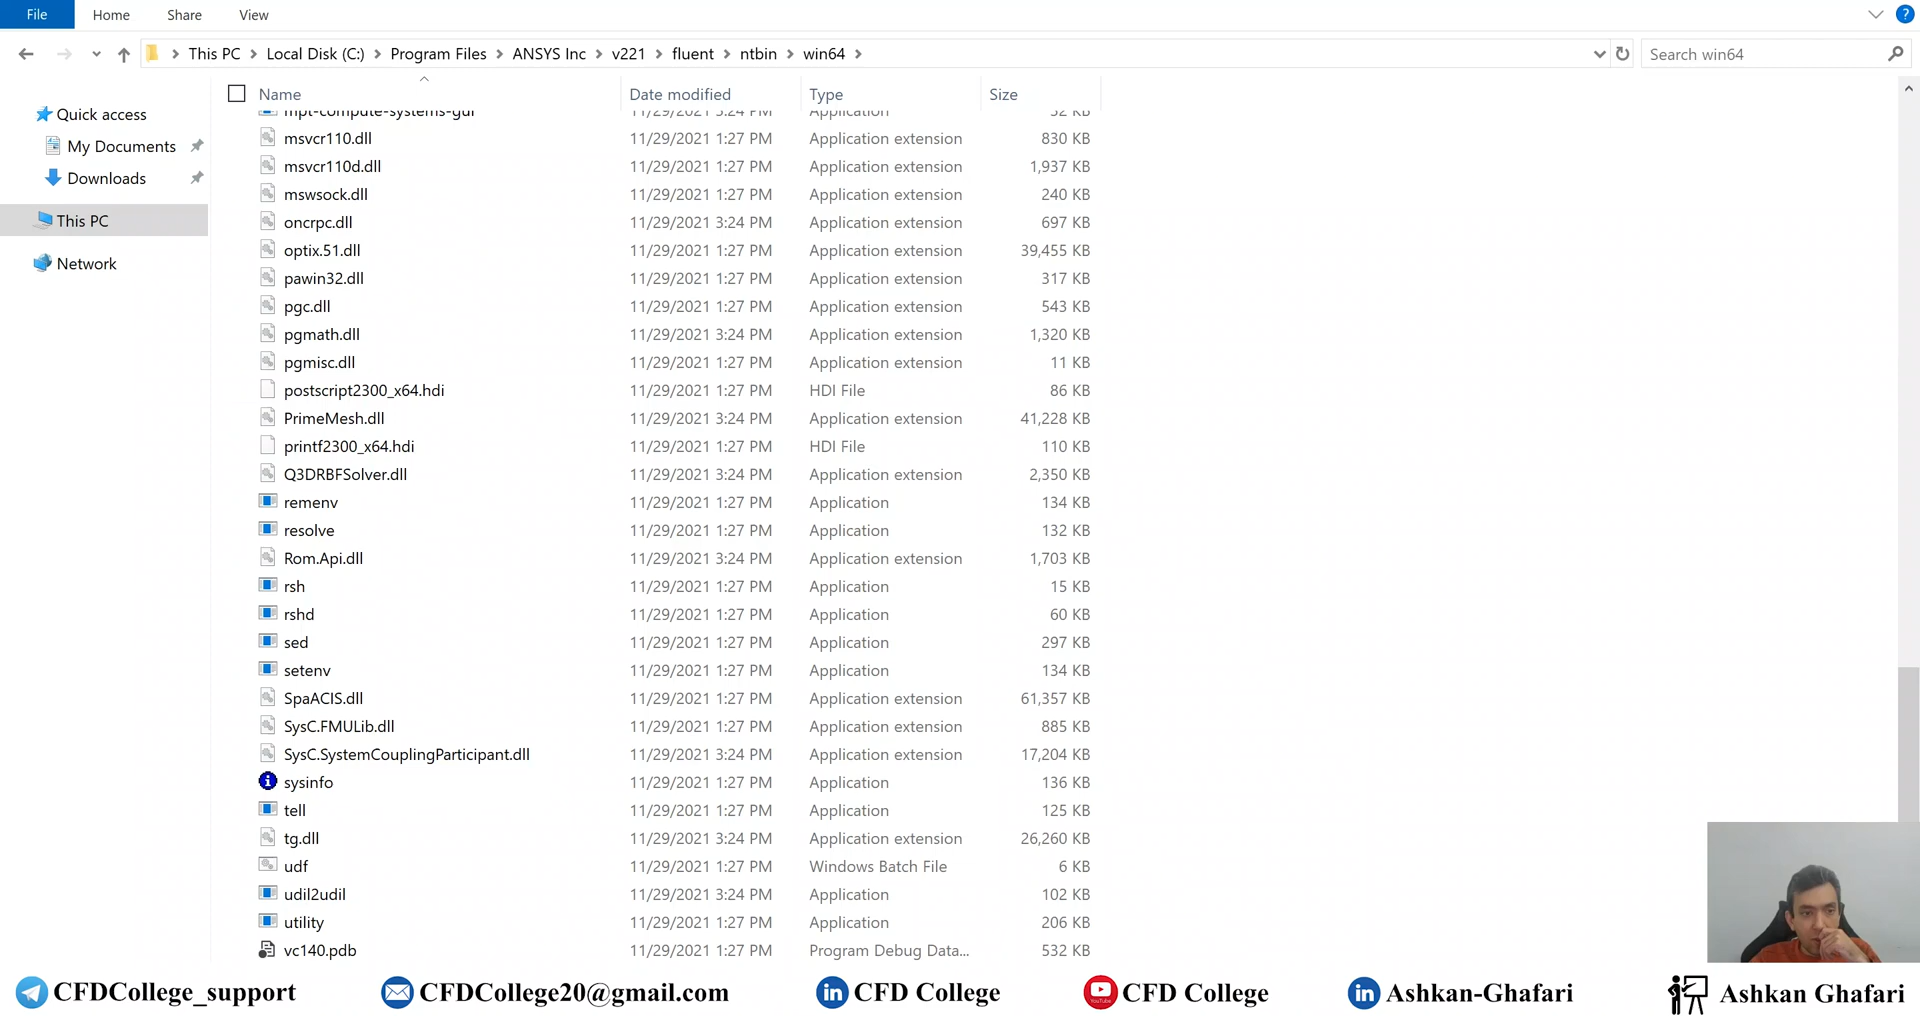 File Home Share View
This PC > Local Disk (C:) > Program Files > ANSYS Inc > v221 > fluent > ntbin > win64 > Search win64
Name Date modified Type Size
Quick access
My Documents
Downloads
This PC
Network
mpt-compute-systems-gui 11/29/2021 3:24 PM Application 52 KB
msvcr110.dll 11/29/2021 1:27 PM Application extension 830 KB
msvcr110d.dll 11/29/2021 1:27 PM Application extension 1,937 KB
mswsock.dll 11/29/2021 1:27 PM Application extension 240 KB
oncrpc.dll 11/29/2021 3:24 PM Application extension 697 KB
optix.51.dll 11/29/2021 1:27 PM Application extension 39,455 KB
pawin32.dll 11/29/2021 1:27 PM Application extension 317 KB
pgc.dll 11/29/2021 1:27 PM Application extension 543 KB
pgmath.dll 11/29/2021 3:24 PM Application extension 1,320 KB
pgmisc.dll 11/29/2021 1:27 PM Application extension 11 KB
postscript2300_x64.hdi 11/29/2021 1:27 PM HDI File 86 KB
PrimeMesh.dll 11/29/2021 3:24 PM Application extension 41,228 KB
printf2300_x64.hdi 11/29/2021 1:27 PM HDI File 110 KB
Q3DRBFSolver.dll 11/29/2021 3:24 PM Application extension 2,350 KB
remenv 11/29/2021 1:27 PM Application 134 KB
resolve 11/29/2021 1:27 PM Application 132 KB
Rom.Api.dll 11/29/2021 3:24 PM Application extension 1,703 KB
rsh 11/29/2021 1:27 PM Application 15 KB
rshd 11/29/2021 1:27 PM Application 60 KB
sed 11/29/2021 1:27 PM Application 297 KB
setenv 11/29/2021 1:27 PM Application 134 KB
SpaACIS.dll 11/29/2021 1:27 PM Application extension 61,357 KB
SysC.FMULib.dll 11/29/2021 1:27 PM Application extension 885 KB
SysC.SystemCouplingParticipant.dll 11/29/2021 3:24 PM Application extension 17,204 KB
sysinfo 11/29/2021 1:27 PM Application 136 KB
tell 11/29/2021 1:27 PM Application 125 KB
tg.dll 11/29/2021 3:24 PM Application extension 26,260 KB
udf 11/29/2021 1:27 PM Windows Batch File 6 KB
udil2udil 11/29/2021 3:24 PM Application 102 KB
utility 11/29/2021 1:27 PM Application 206 KB
vc140.pdb 11/29/2021 1:27 PM Program Debug Data... 532 KB
CFDCollege_support CFDCollege20@gmail.com CFD College CFD College Ashkan-Ghafari Ashkan Ghafari